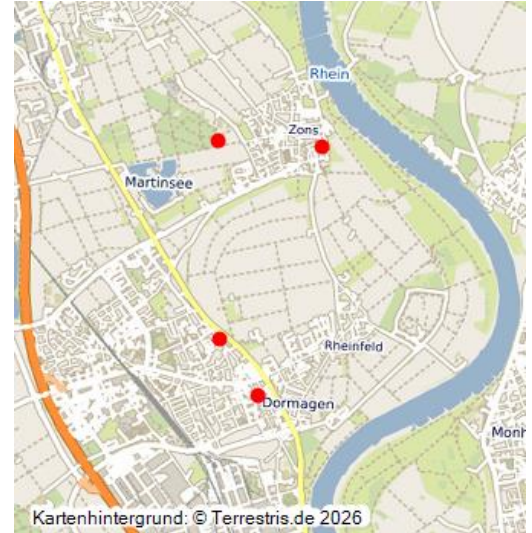 Rhein
Zons
Martinsee
Rheinfeld
Dormagen
Monh
Kartenhintergrund: © Terrestris.de 2026